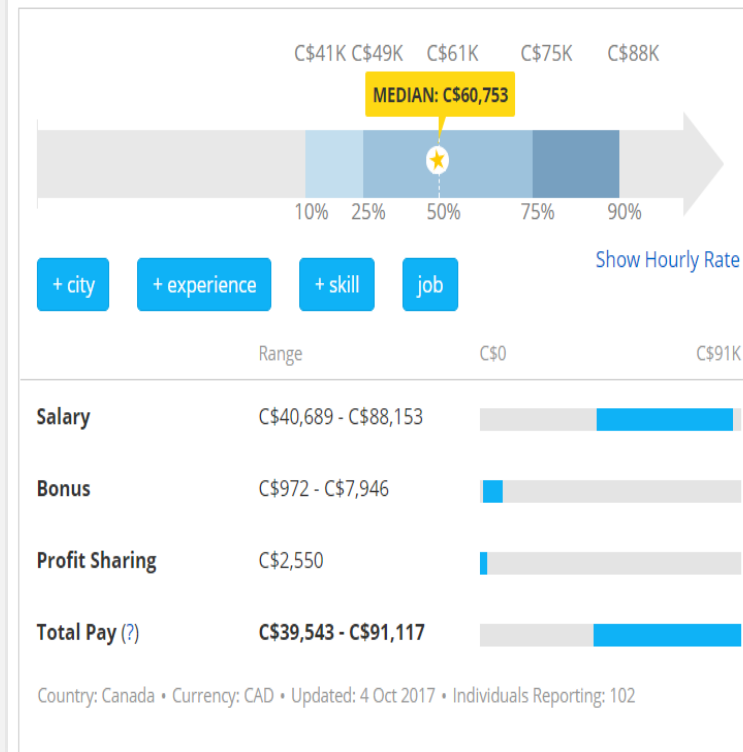 C$41K C$49K C$61K C$75K C$88K
MEDIAN: C$60,753
10% 25% 50% 75% 90%
Show Hourly Rate
+ city + experience + skill job
Range C$0 C$91K
Salary C$40,689 - C$88,153
Bonus C$972 - C$7,946
Profit Sharing C$2,550
Total Pay (?) C$39,543 - C$91,117
Country: Canada • Currency: CAD • Updated: 4 Oct 2017 • Individuals Reporting: 102